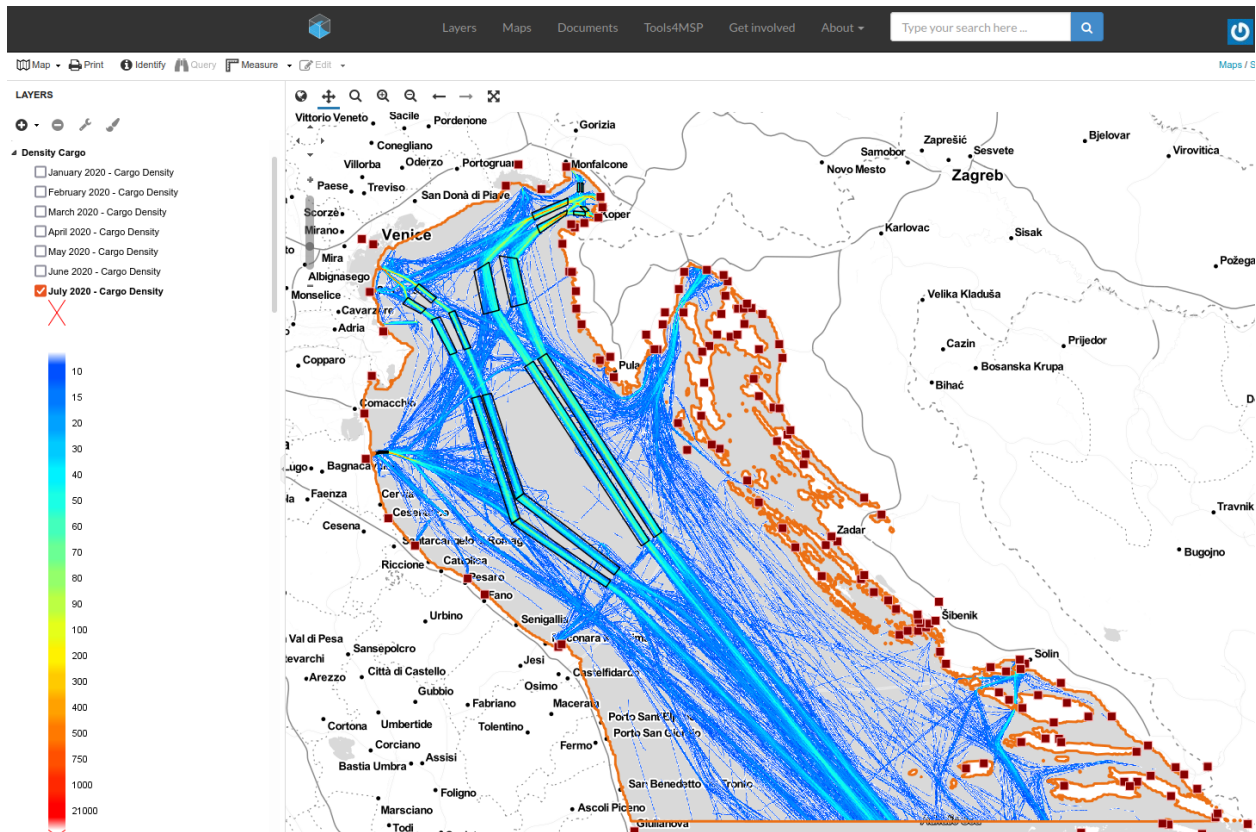 Layers Maps Documents Tools4MSP Get involved About
Type your search here ...
Map Print Identify Query Measure Edit
Maps / S
LAYERS
Density Cargo
January 2020 - Cargo Density
February 2020 - Cargo Density
March 2020 - Cargo Density
April 2020 - Cargo Density
May 2020 - Cargo Density
June 2020 - Cargo Density
July 2020 - Cargo Density
10
15
20
30
40
50
60
70
80
90
100
200
300
400
500
750
1000
21000
Vittorio Veneto
Sacile
Pordenone
Gorizia
Conegliano
Villorba
Oderzo
Portogruar
Monfalcone
Paese
Treviso
San Donà di Piave
Scorzè
Mirano
Venice
Koper
Mira
Albignasego
Monselice
Cavarzere
Adria
Copparo
Pula
Comacchio
Lugo
Bagnacav
Faenza
Cervia
Cesenatico
Cesena
Santarcangelo di Romag
Riccione
Cattolica
Pesaro
Fano
Urbino
Senigallia
Val di Pesa
Sansepolcro
tevarchi
Arezzo
Città di Castello
Jesi
Castelfidardo
Osimo
Gubbio
Fabriano
Macerata
Cortona
Umbertide
Tolentino
Porto Sant'Elp
Porto San Giorgio
Corciano
Assisi
Fermo
Bastia Umbra
Foligno
San Benedetto
Tronto
Marsciano
Ascoli Piceno
Todi
Giulianova
Zaprešić
Sesvete
Samobor
Novo Mesto
Zagreb
Bjelovar
Virovitica
Karlovac
Sisak
Požega
Velika Kladuša
Cazin
Prijedor
Bosanska Krupa
Bihać
Travnik
Bugojno
Zadar
Šibenik
Solin